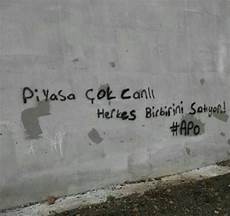 Piyasa Çok Canlı
Herkes Birbirini Satıyor!
#APO